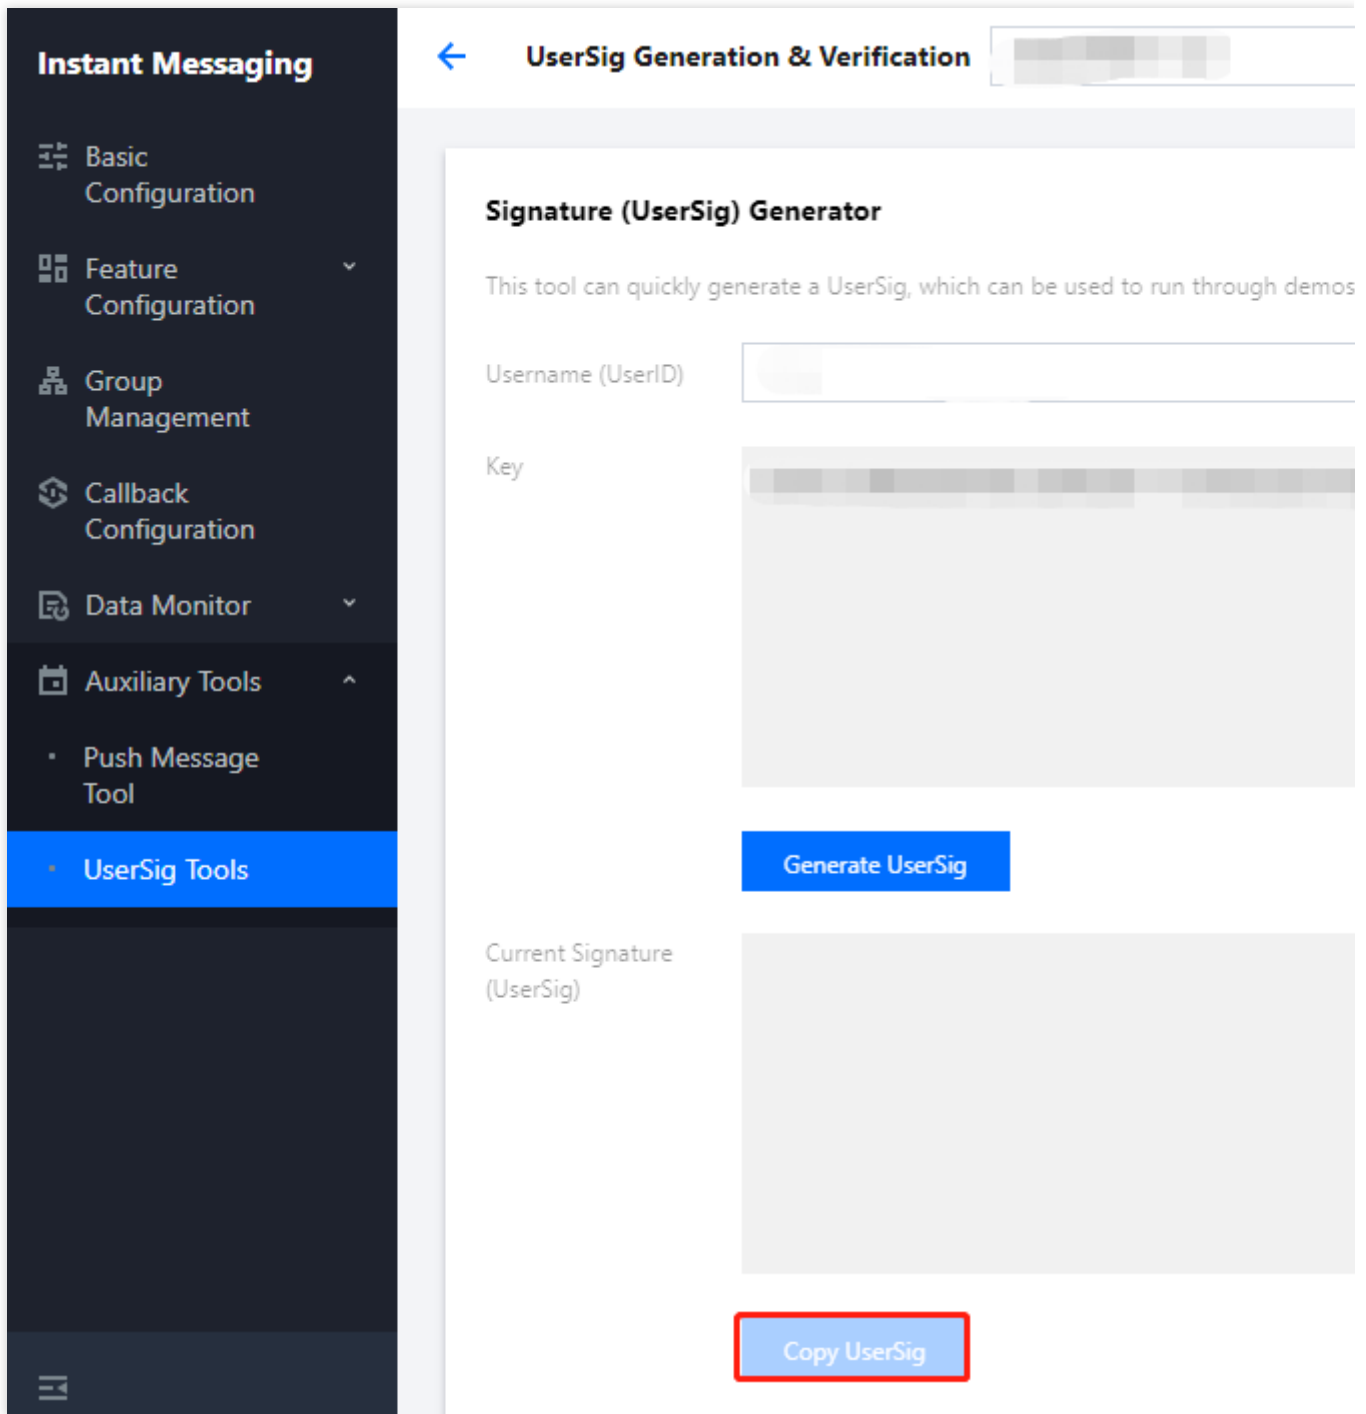 Instant Messaging
Basic
Configuration
Feature
Configuration
Group
Management
Callback
Configuration
Data Monitor
Auxiliary Tools
Push Message
Tool
UserSig Tools
UserSig Generation & Verification
Signature (UserSig) Generator
This tool can quickly generate a UserSig, which can be used to run through demos
Username (UserID)
Key
Generate UserSig
Current Signature
(UserSig)
Copy UserSig